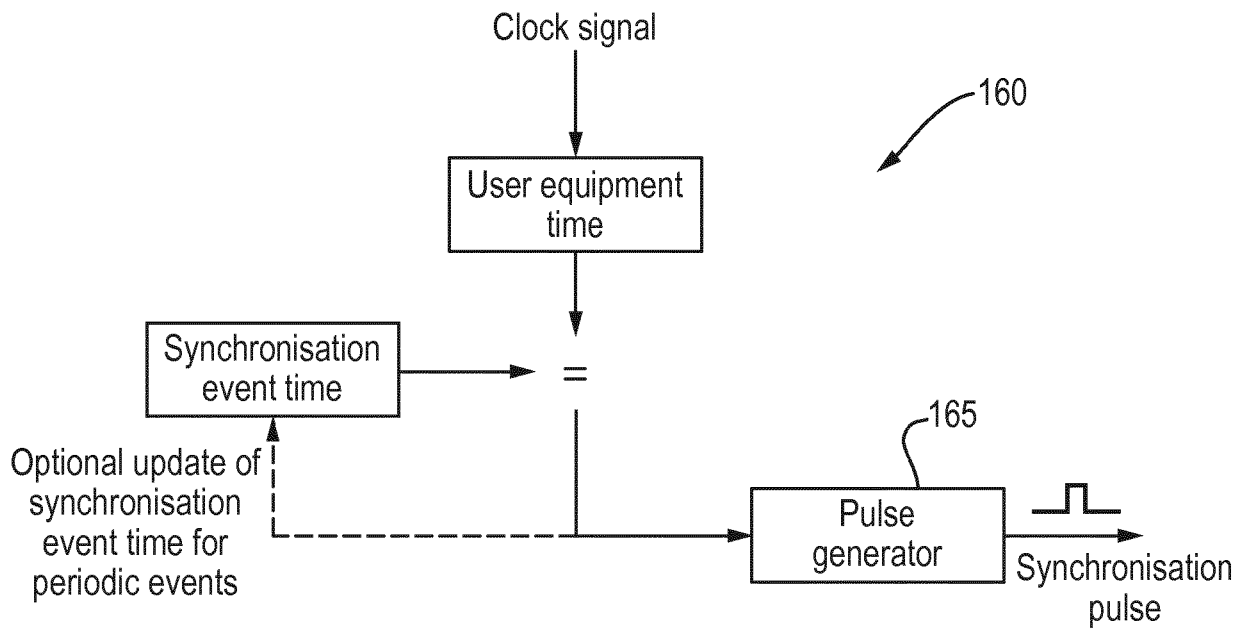 Clock signal
160
User equipment
time
Synchronisation
event time
=
165
Optional update of
synchronisation
event time for
periodic events
Pulse
generator
Synchronisation
pulse